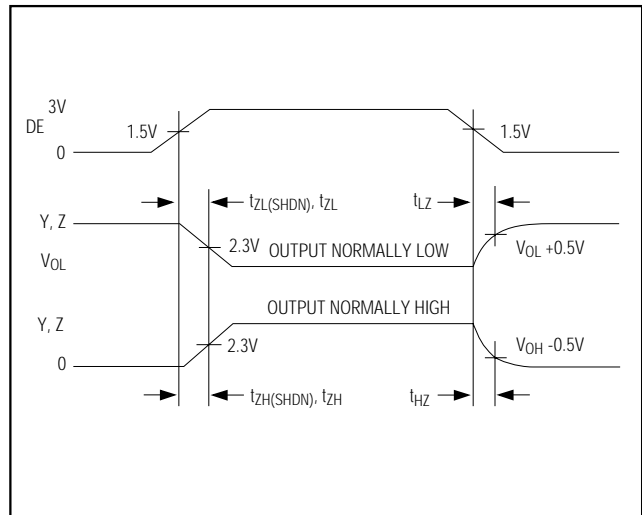 3V
DE
1.5V
1.5V
0
tZL(SHDN), tZL
tLZ
Y, Z
2.3V
OUTPUT NORMALLY LOW
VOL +0.5V
VOL
OUTPUT NORMALLY HIGH
Y, Z
2.3V
VOH -0.5V
0
tZH(SHDN), tZH
tHZ